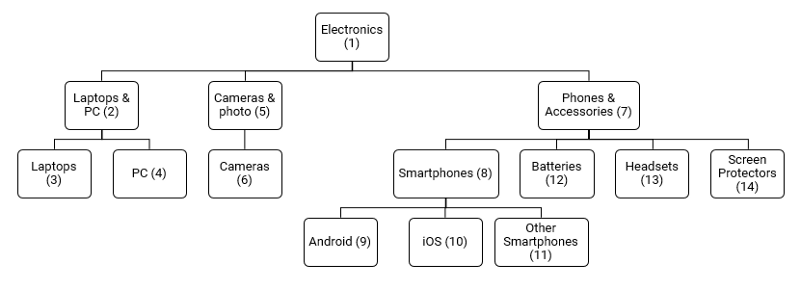 Electronics
(1)
Laptops &
PC (2)
Cameras &
photo (5)
Phones &
Accessories (7)
Laptops
(3)
PC (4)
Cameras
(6)
Smartphones (8)
Batteries
(12)
Headsets
(13)
Screen
Protectors
(14)
Android (9)
iOS (10)
Other
Smartphones
(11)